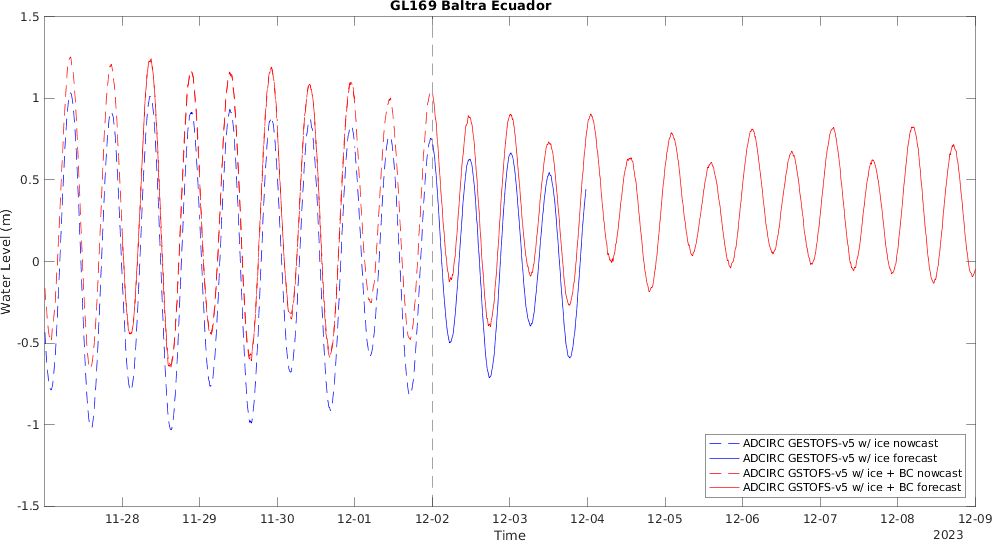 GL169 Baltra Ecuador
1.5
1
0.5
0
-0.5
-1
-1.5
Water Level (m)
11-28 11-29 11-30 12-01 12-02 12-03 12-04 12-05 12-06 12-07 12-08 12-09
Time
2023
ADCIRC GESTOFS-v5 w/ ice nowcast
ADCIRC GESTOFS-v5 w/ ice forecast
ADCIRC GSTOFS-v5 w/ ice + BC nowcast
ADCIRC GSTOFS-v5 w/ ice + BC forecast